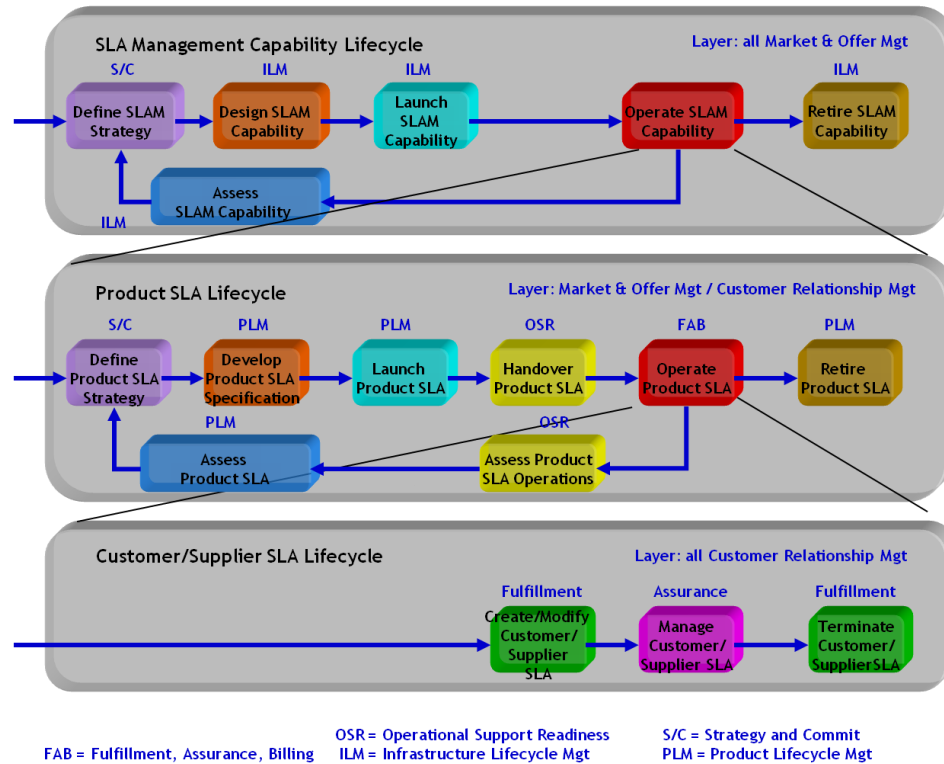 SLA Management Capability Lifecycle
Layer: all Market & Offer Mgt
S/C
ILM
ILM
ILM
Define SLAM
Strategy
Design SLAM
Capability
Launch
SLAM
Capability
Operate SLAM
Capability
Retire SLAM
Capability
Assess
SLAM Capability
ILM
Product SLA Lifecycle
Layer: Market & Offer Mgt / Customer Relationship Mgt
S/C
PLM
PLM
OSR
FAB
PLM
Define
Product SLA
Strategy
Develop
Product SLA
Specification
Launch
Product SLA
Handover
Product SLA
Operate
Product SLA
Retire
Product SLA
PLM
OSR
Assess
Product SLA
Assess Product
SLA Operations
Customer/Supplier SLA Lifecycle
Layer: all Customer Relationship Mgt
Fulfillment
Assurance
Fulfillment
Create/Modify
Customer/
Supplier
SLA
Manage
Customer/
Supplier SLA
Terminate
Customer/
SupplierSLA
OSR = Operational Support Readiness
S/C = Strategy and Commit
FAB = Fulfillment, Assurance, Billing
ILM = Infrastructure Lifecycle Mgt
PLM = Product Lifecycle Mgt